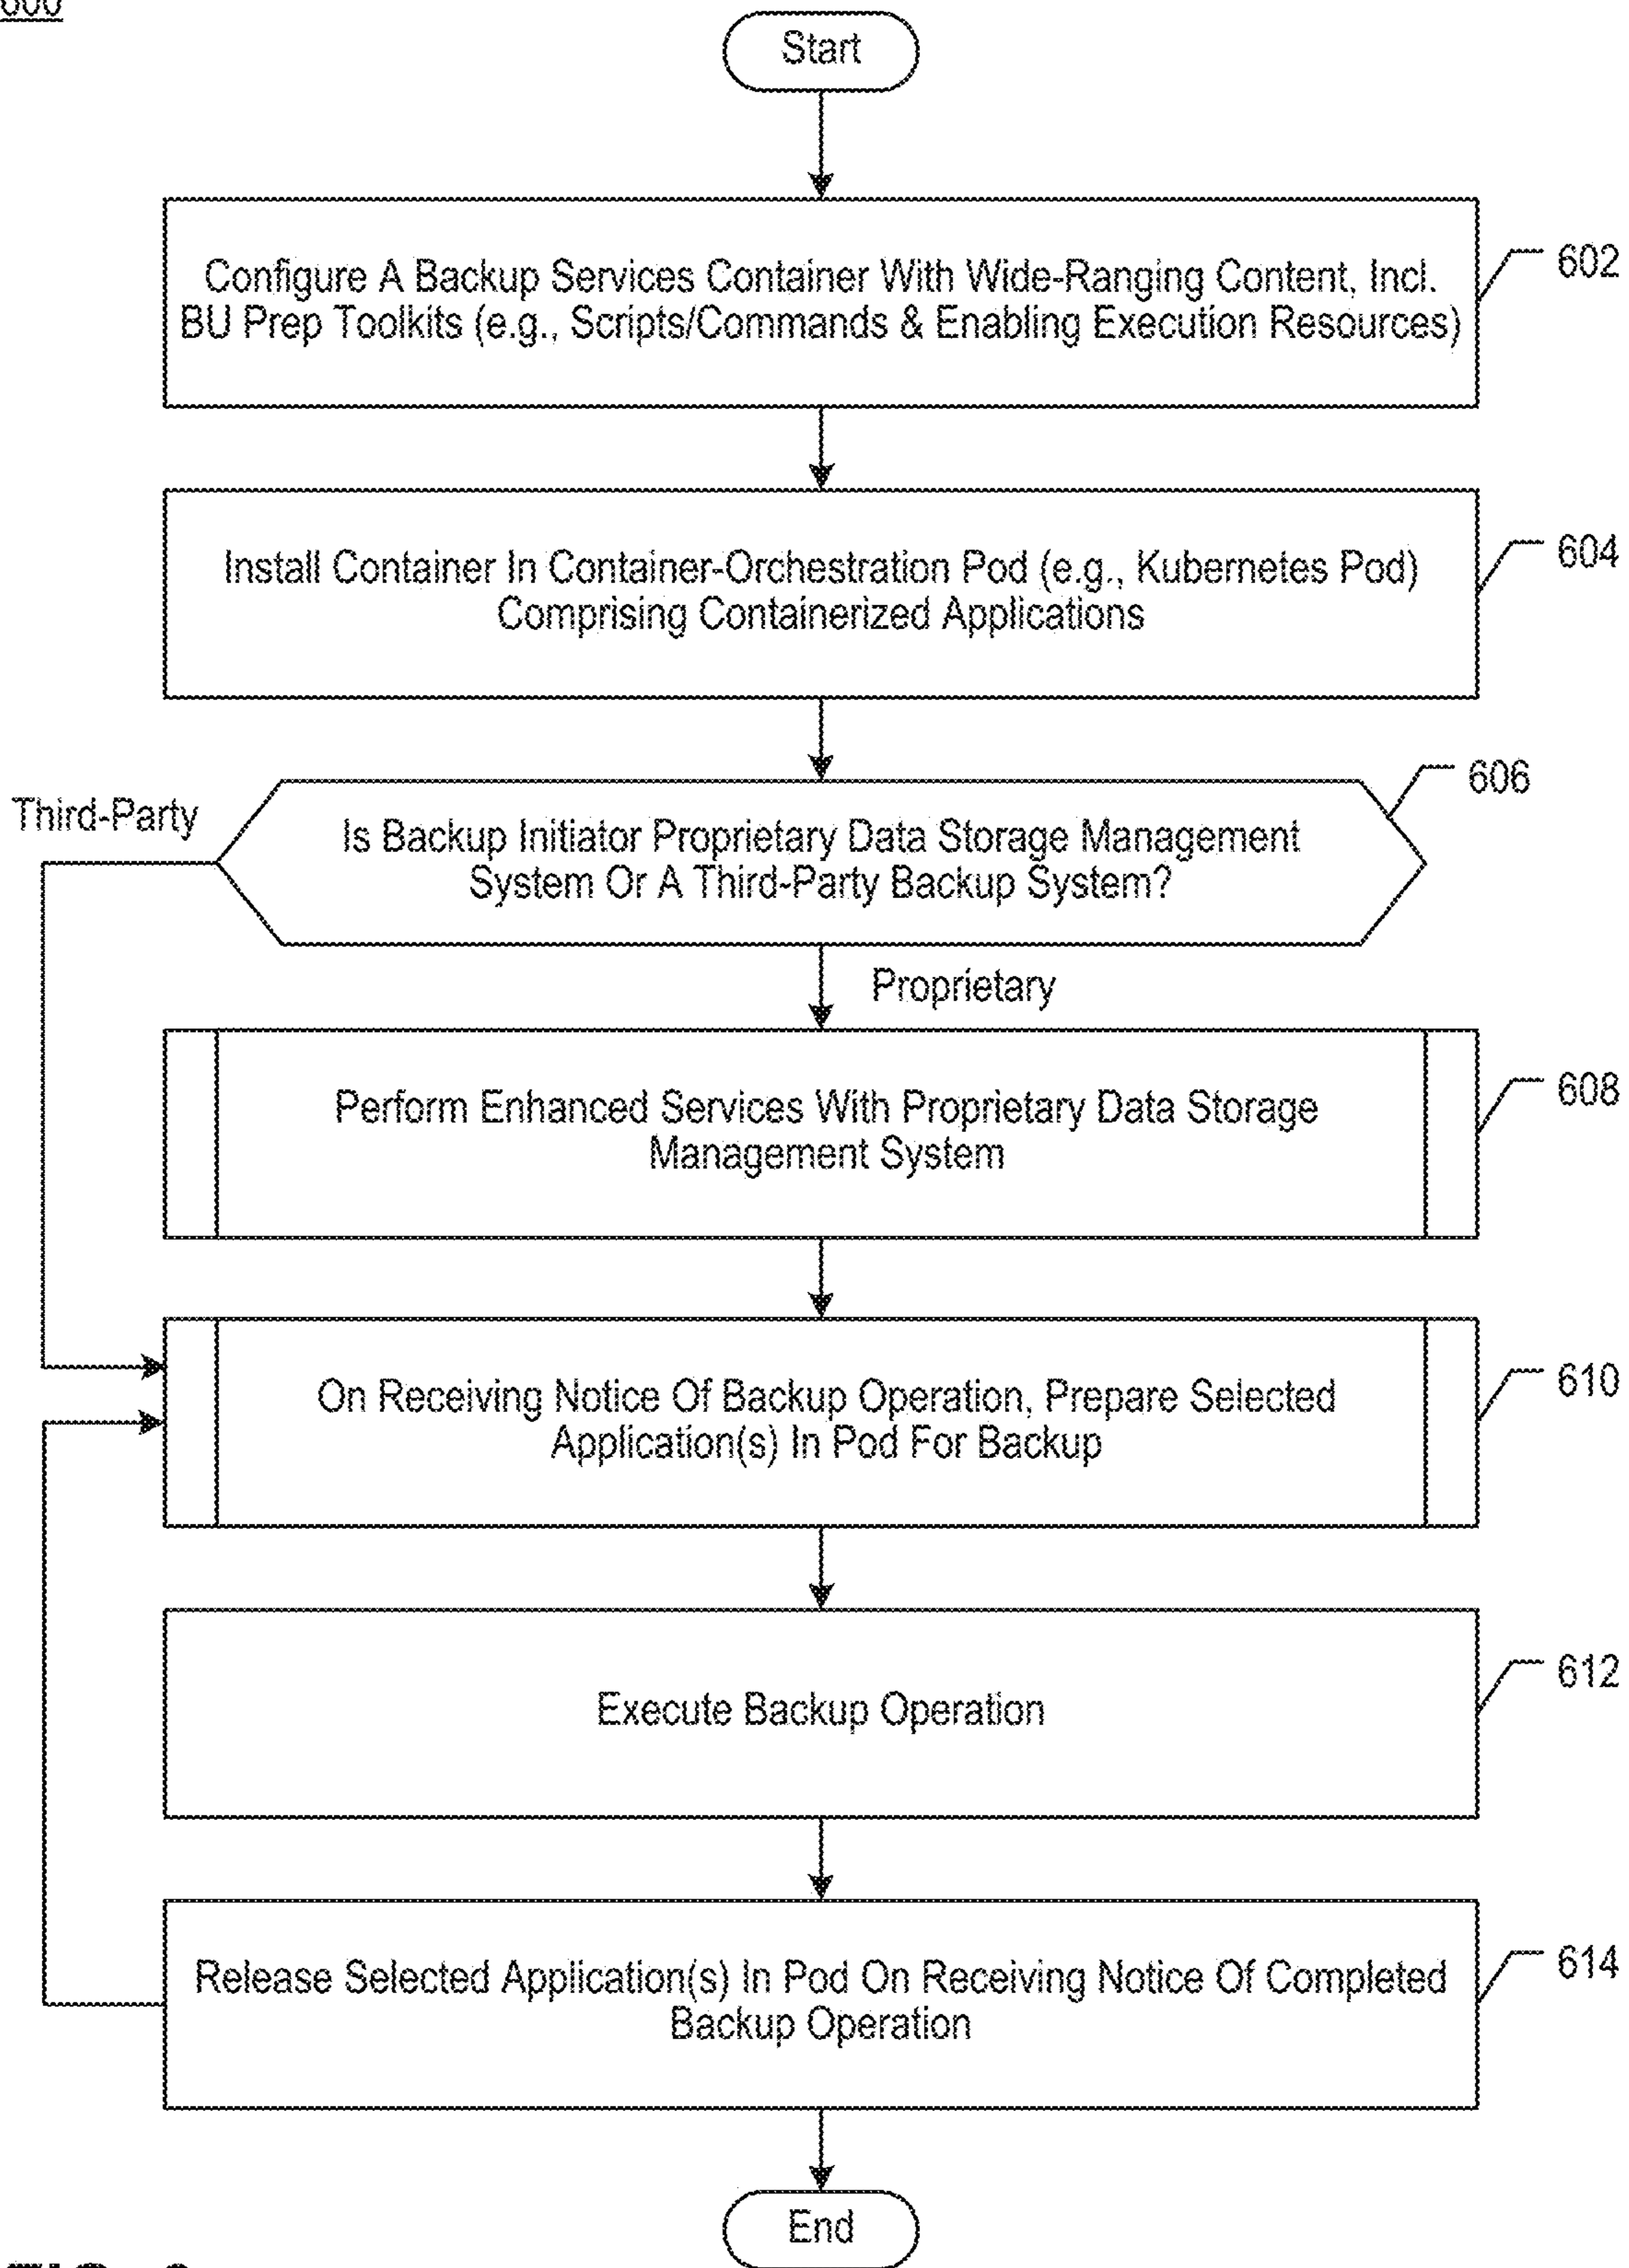 600
Start
Configure A Backup Services Container With Wide-Ranging Content, Incl.
BU Prep Toolkits (e.g., Scripts/Commands & Enabling Execution Resources)
602
Install Container In Container-Orchestration Pod (e.g., Kubernetes Pod)
Comprising Containerized Applications
604
Third-Party
Is Backup Initiator Proprietary Data Storage Management
System Or A Third-Party Backup System?
606
Proprietary
Perform Enhanced Services With Proprietary Data Storage
Management System
608
On Receiving Notice Of Backup Operation, Prepare Selected
Application(s) In Pod For Backup
610
Execute Backup Operation
612
Release Selected Application(s) In Pod On Receiving Notice Of Completed
Backup Operation
614
End